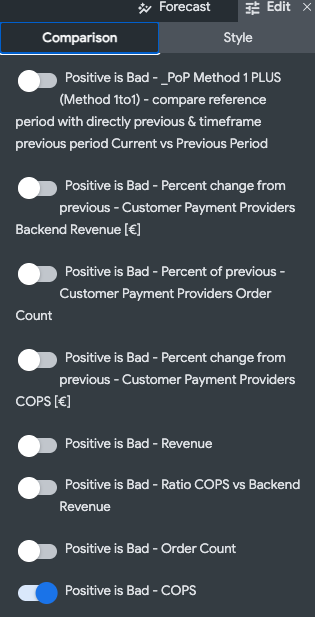 Forecast
Edit
Comparison
Style
Positive is Bad - _PoP Method 1 PLUS
(Method 1to1) - compare reference
period with directly previous & timeframe
previous period Current vs Previous Period
Positive is Bad - Percent change from
previous - Customer Payment Providers
Backend Revenue [€]
Positive is Bad - Percent of previous -
Customer Payment Providers Order
Count
Positive is Bad - Percent change from
previous - Customer Payment Providers
COPS [€]
Positive is Bad - Revenue
Positive is Bad - Ratio COPS vs Backend
Revenue
Positive is Bad - Order Count
Positive is Bad - COPS